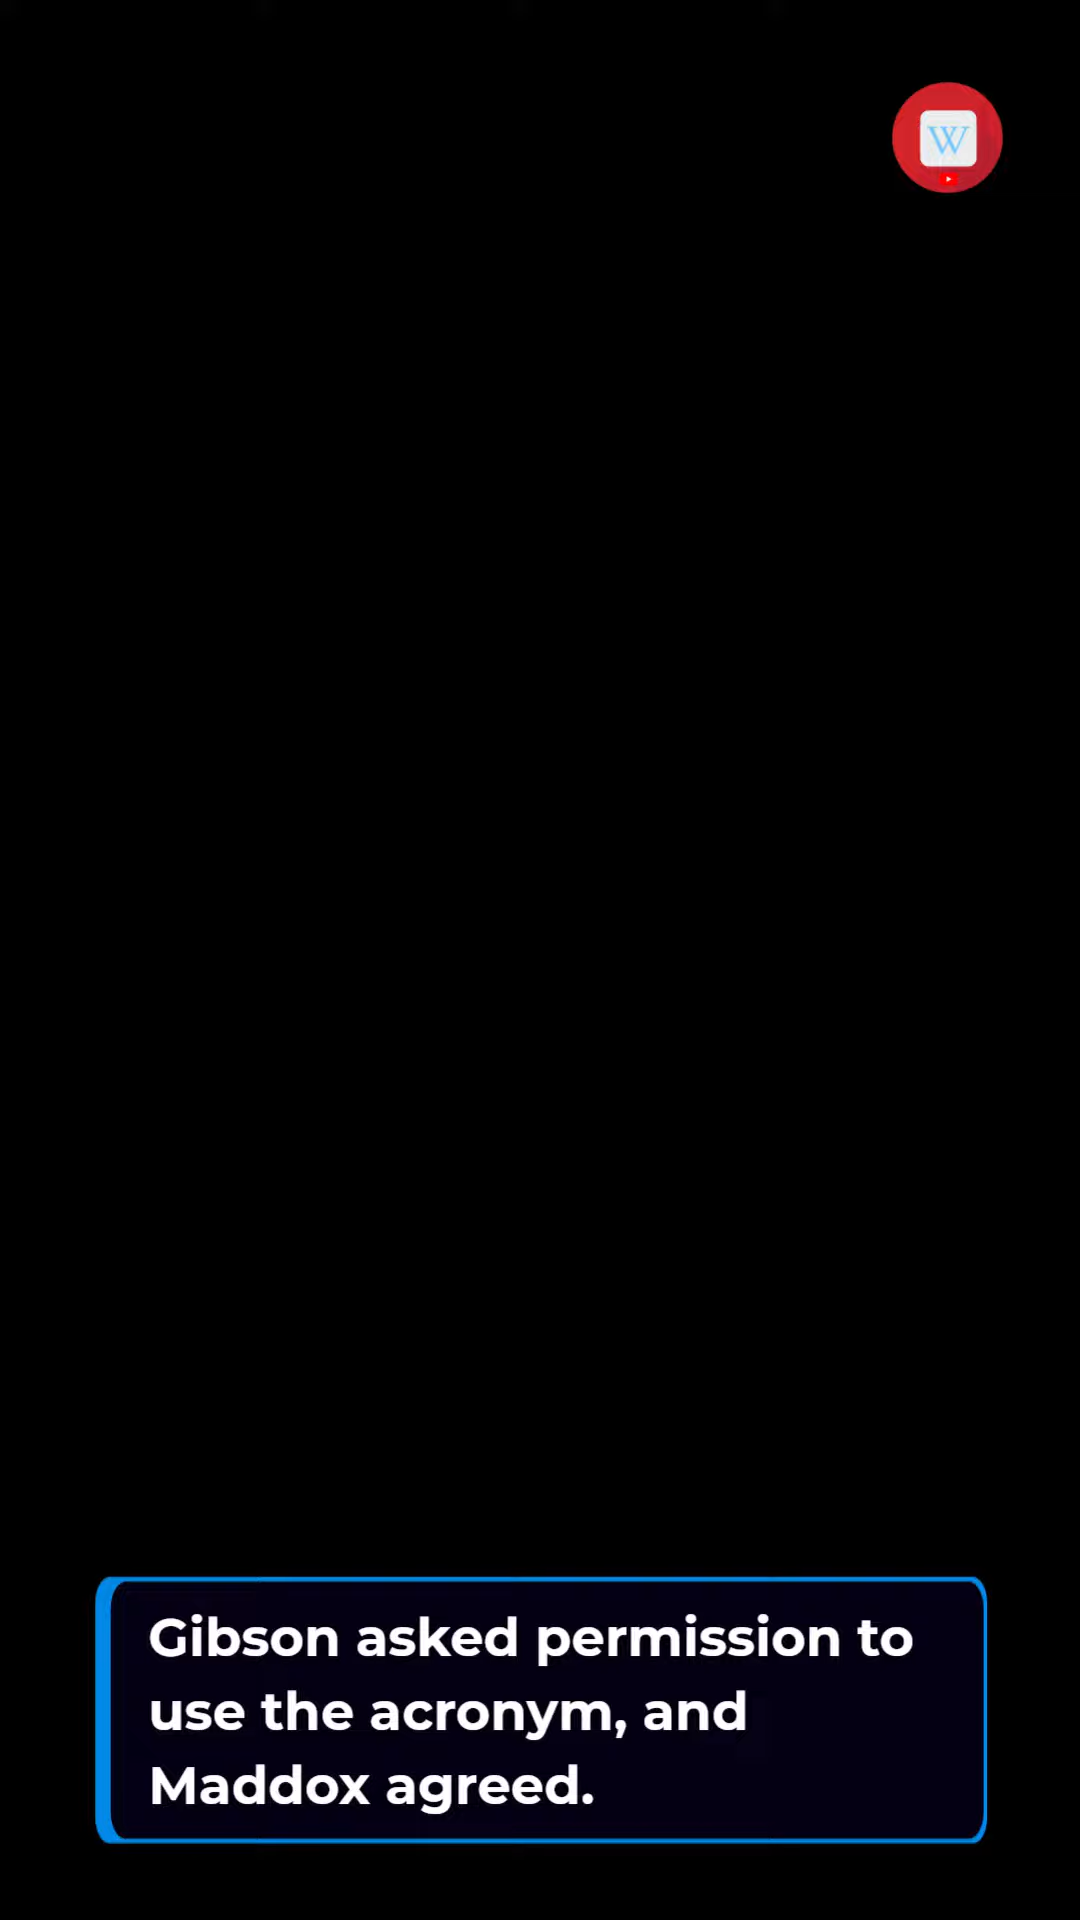 W
Gibson asked permission to
use the acronym, and
Maddox agreed.